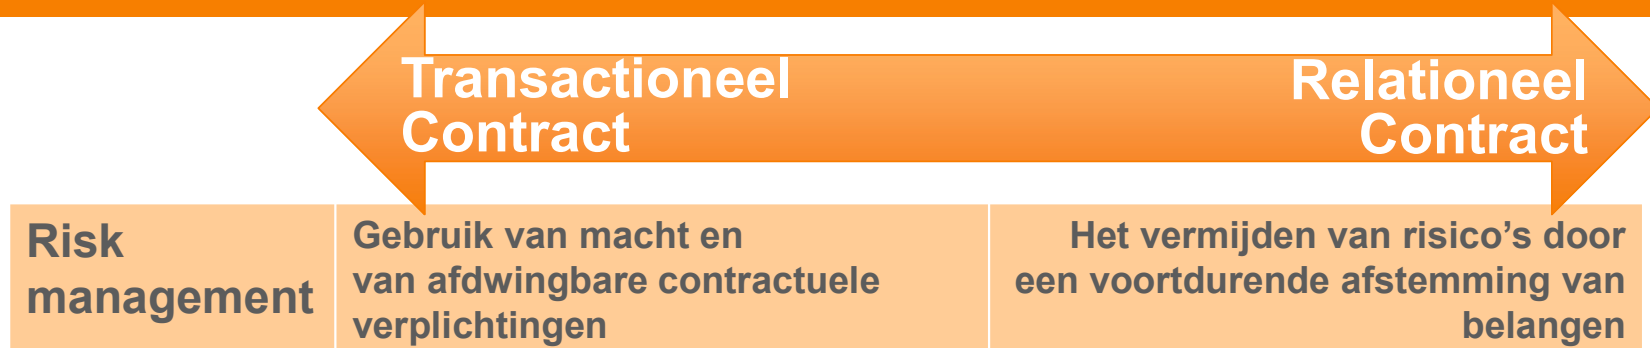 Transactioneel
Contract
Relationeel
Contract
Risk
management
Gebruik van macht en
van afdwingbare contractuele
verplichtingen
Het vermijden van risico’s door
een voortdurende afstemming van
belangen